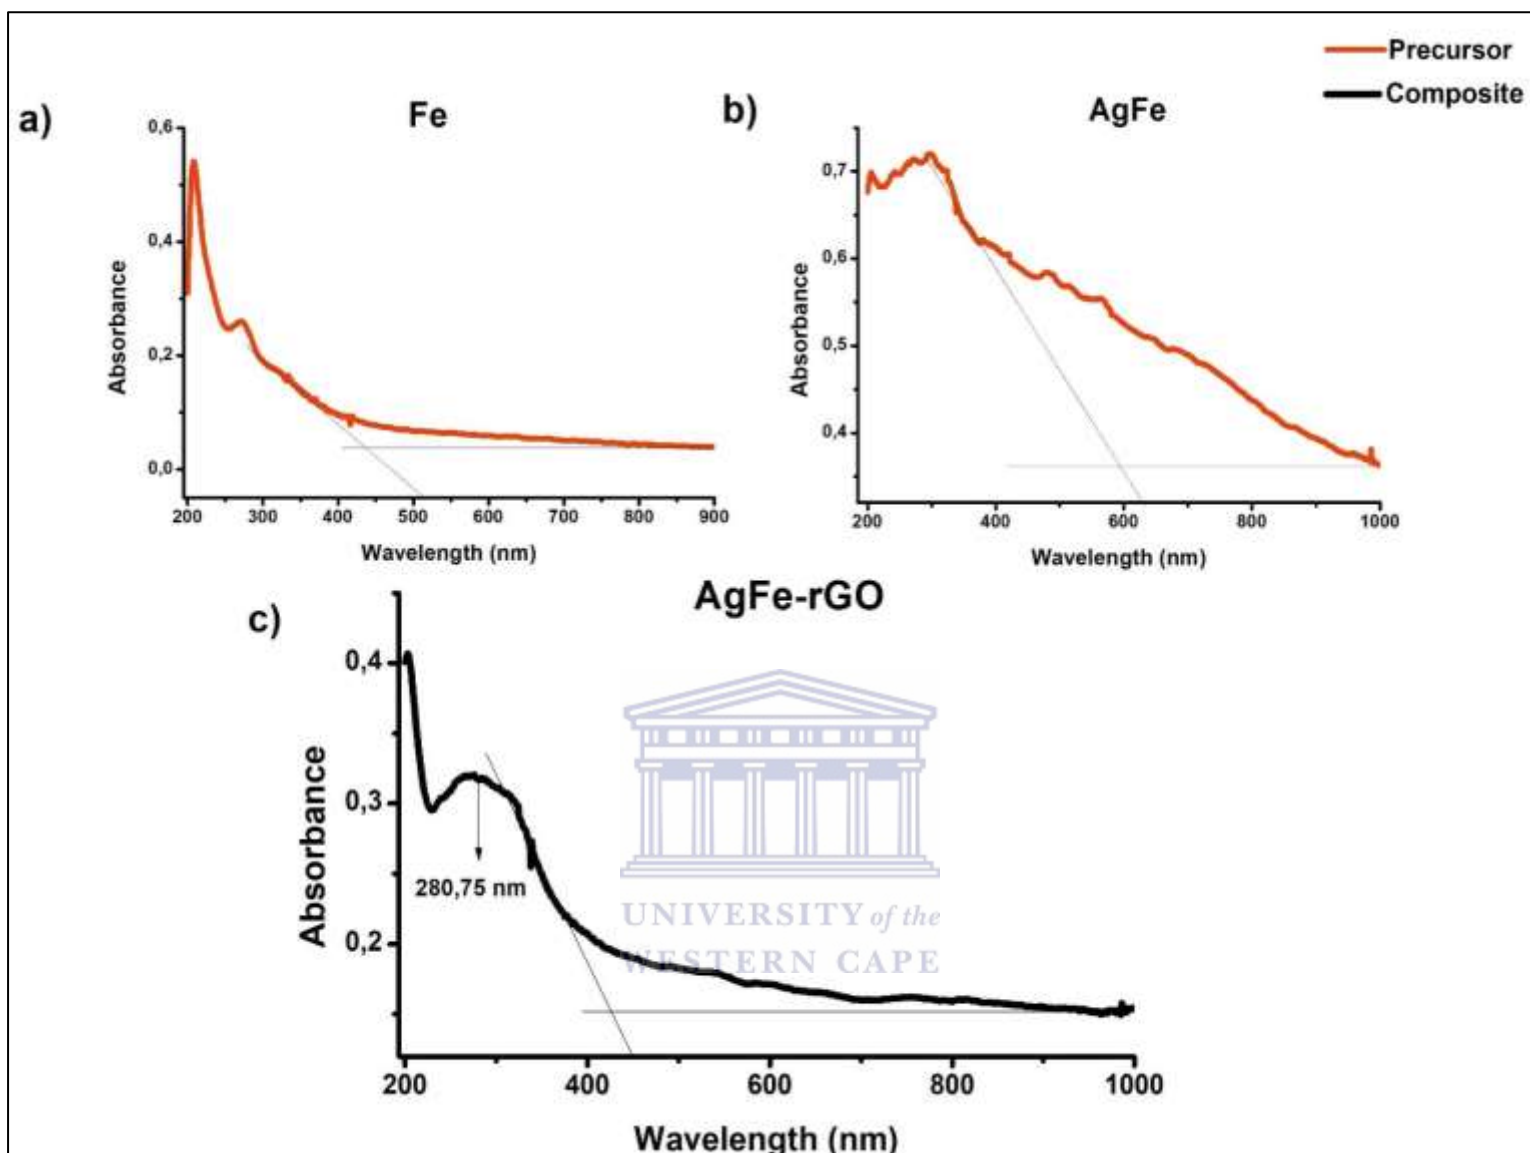 Precursor
Composite
a)
Fe
0,6
0,4
0,2
0,0
Absorbance
200 300 400 500 600 700 800 900
Wavelength (nm)
b)
AgFe
0,7
0,6
0,5
0,4
Absorbance
200 400 600 800 1000
Wavelength (nm)
c)
AgFe-rGO
0,4
0,3
0,2
Absorbance
280,75 nm
UNIVERSITY of the
WESTERN CAPE
200 400 600 800 1000
Wavelength (nm)